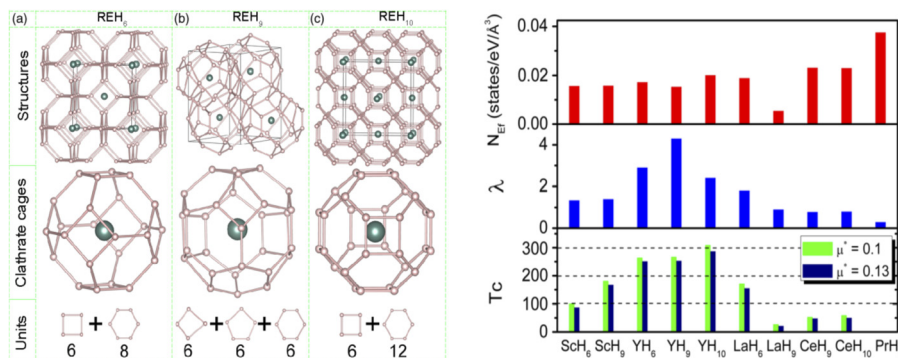 (a) REH₆ (b) REH₉ (c) REH₁₀
Structures
Clathrate cages
Units
+ + + +
6 8 6 6 6 6 12
N_Ef (states/eV/Å³)
0.04
0.02
0.00
λ
4
2
0
Tc
300
200
100
0
μ* = 0.1
μ* = 0.13
ScH₆ ScH₉ YH₆ YH₉ YH₁₀ LaH₆ LaH₉ CeH₉ CeH₁₀ PrH